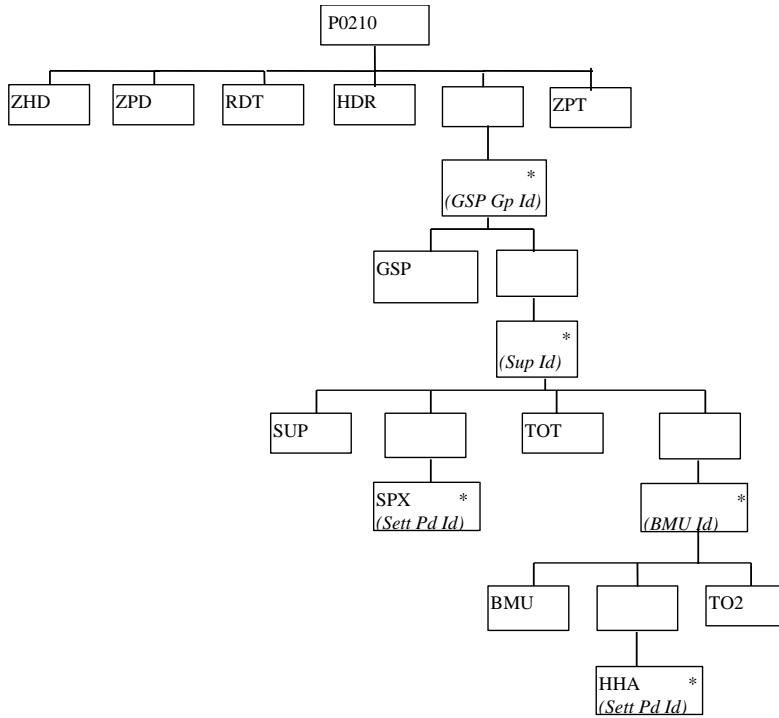 P0210
ZHD
ZPD
RDT
HDR
ZPT
*
(GSP Gp Id)
GSP
*
(Sup Id)
SUP
TOT
SPX *
(Sett Pd Id)
*
(BMU Id)
BMU
TO2
HHA *
(Sett Pd Id)